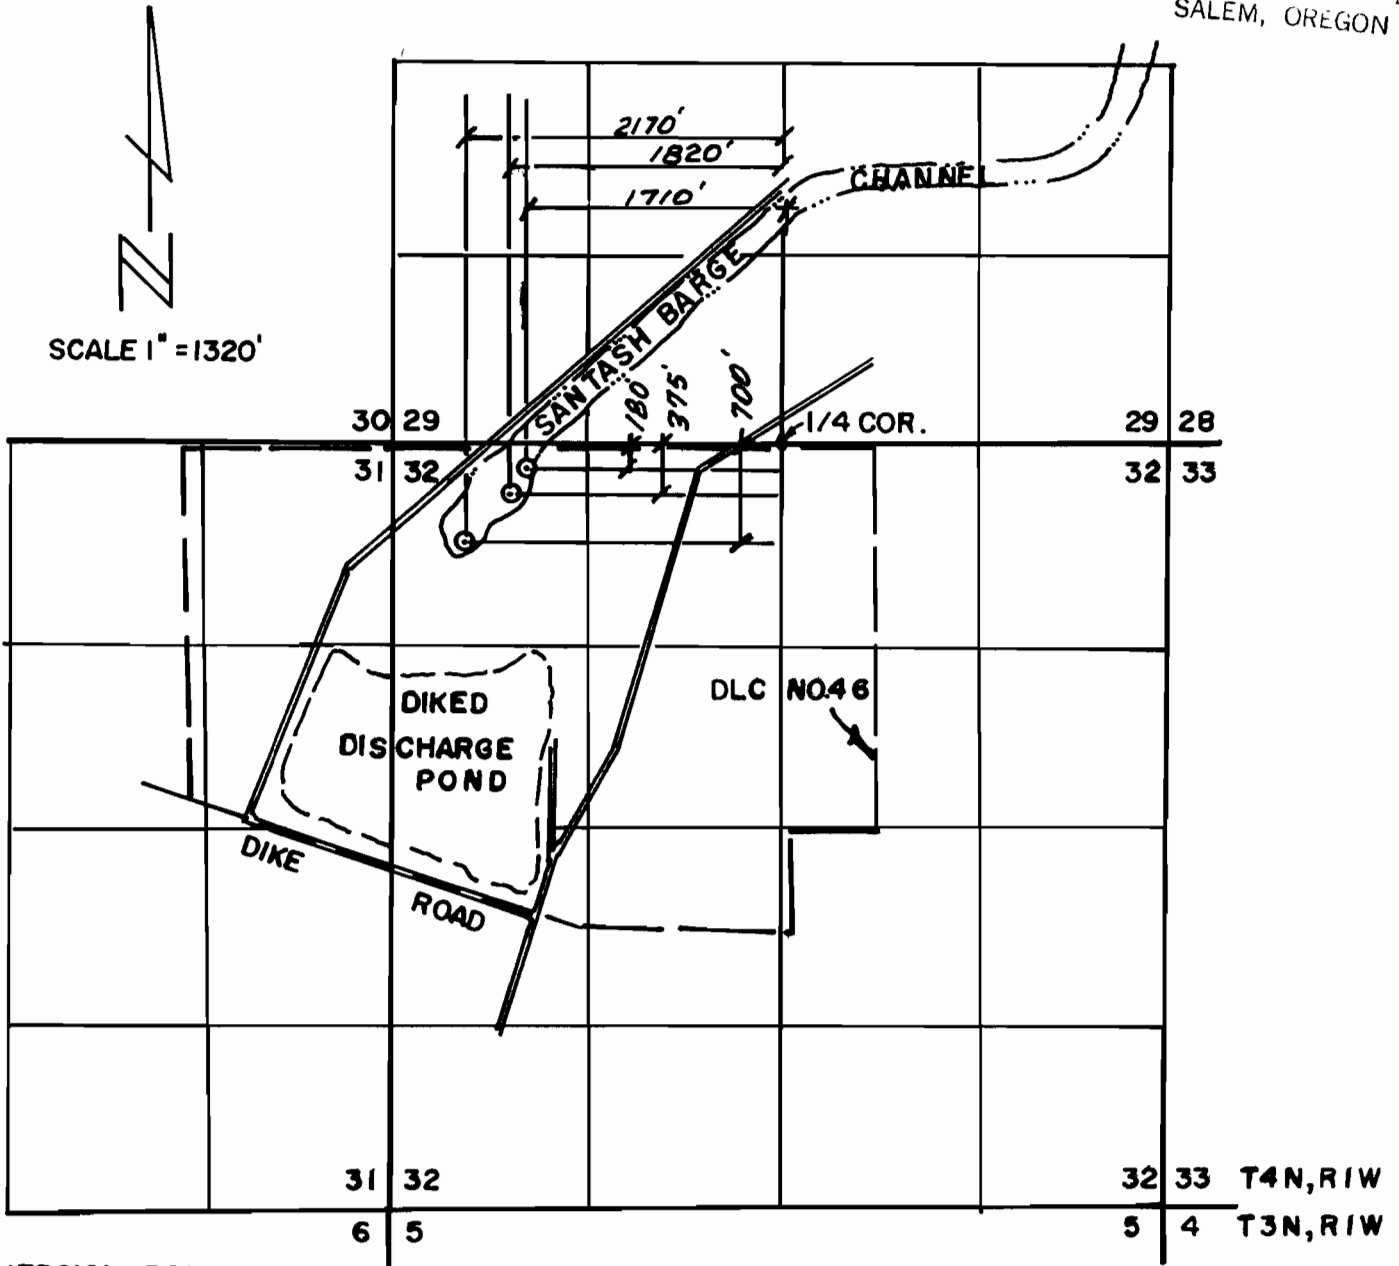 SALEM, OREGON
N
2170'
1820'
1710'
CHANNEL
SANTASH BARGE
SCALE 1" = 1320'
180
375'
700'
30 29
1/4 COR.
29 28
31 32
32 33
DLC NO.46
DIKED
DISCHARGE
POND
DIKE
ROAD
31 32
32 33 T4N, R1W
6 5
5 4 T3N, R1W